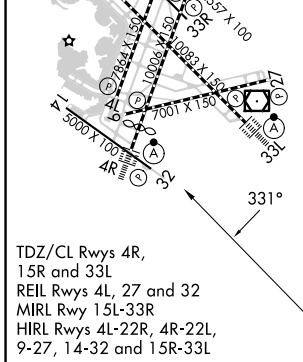 33R
7864 X 150
10006 X 150
10083 X 150
P
P
4L
9
7001 X 150
P
27
P
14
5000 X 100
A
A
33L
4R
P
32
331°
TDZ/CL Rwys 4R,
15R and 33L
REIL Rwys 4L, 27 and 32
MIRL Rwy 15L-33R
HIRL Rwys 4L-22R, 4R-22L,
9-27, 14-32 and 15R-33L